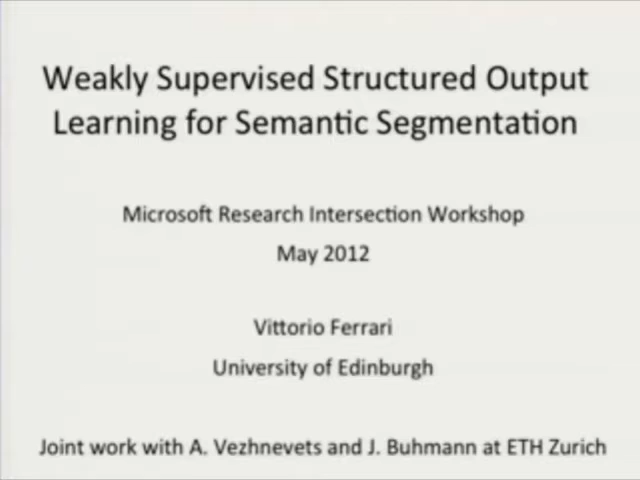 Weakly Supervised Structured Output
Learning for Semantic Segmentation
Microsoft Research Intersection Workshop
May 2012
Vittorio Ferrari
University of Edinburgh
Joint work with A. Vezhnevets and J. Buhmann at ETH Zurich